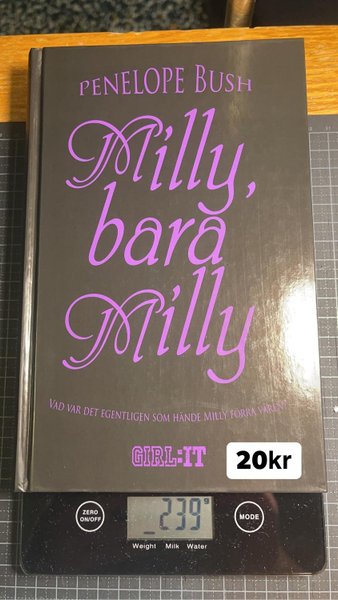 PENELOPE BUSH
Milly,
bara
Milly
VAD VAR DET EGENTLIGEN SOM HÄNDE MILLY FÖRRA VÅREN?
GIRL:IT
20kr
ZERO
ON/OFF
239 g
MODE
Weight Milk Water